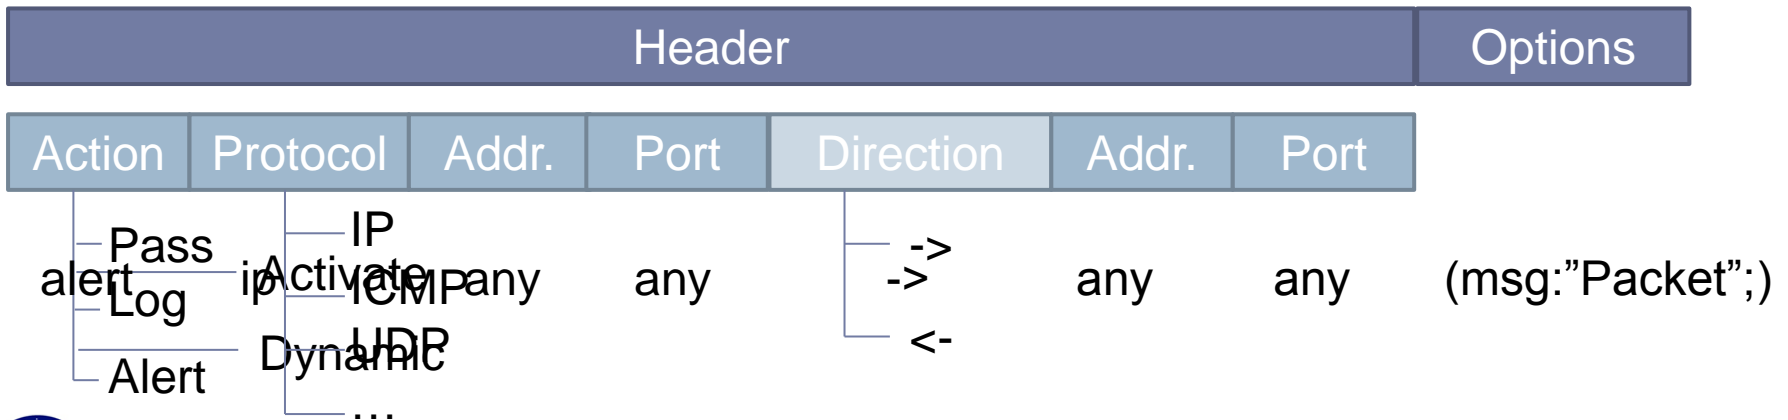 Header Options
Action Protocol Addr. Port Direction Addr. Port
Pass
Log
Alert
Activate
Dynamic
IP
ICMP
UDP
...
->
<-
alert ip any any -> any any (msg:”Packet”;)